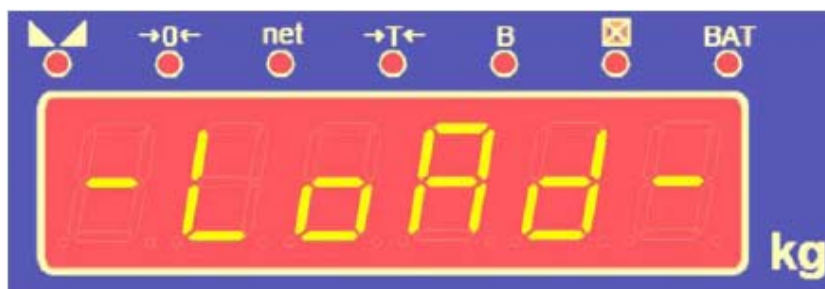 →0← net →T← B BAT
-LoAd-
kg